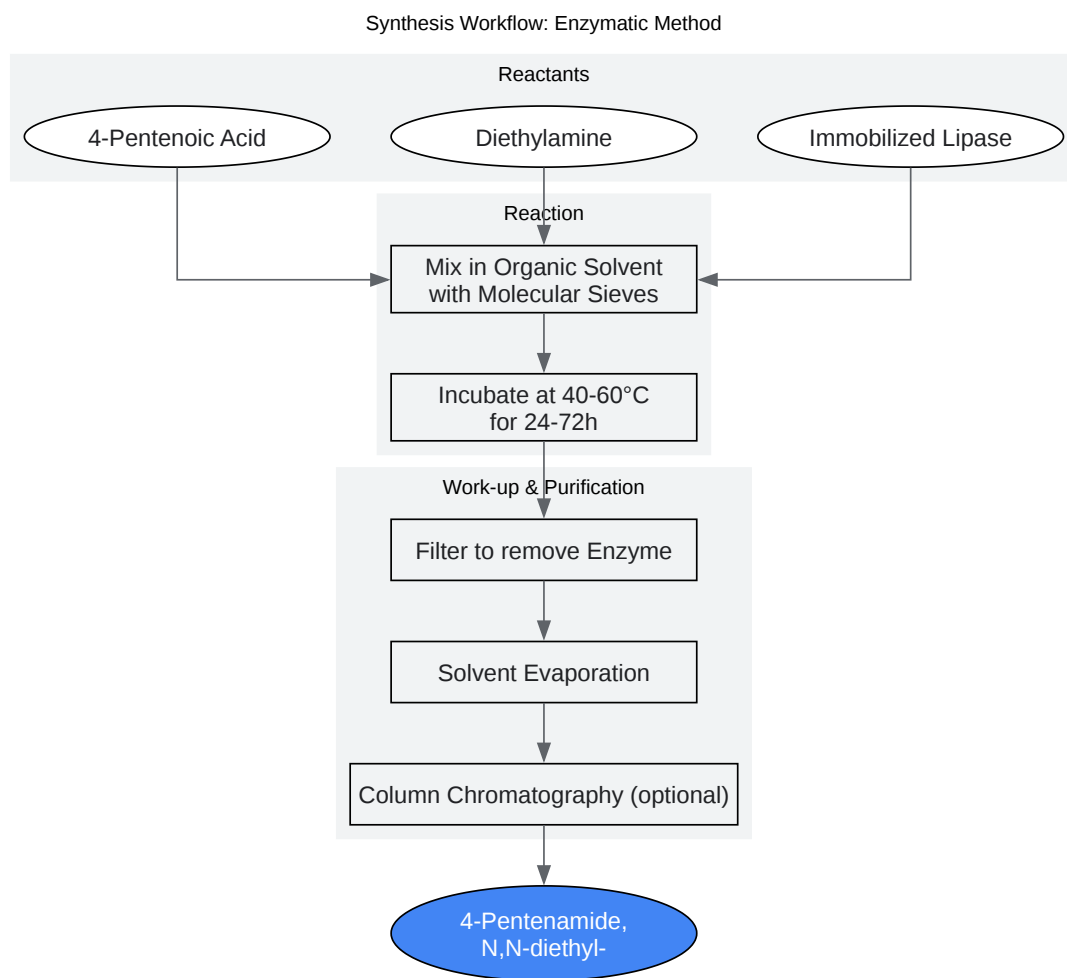 Synthesis Workflow: Enzymatic Method
Reactants
4-Pentenoic Acid
Diethylamine
Immobilized Lipase
Reaction
Mix in Organic Solvent
with Molecular Sieves
Incubate at 40-60°C
for 24-72h
Work-up & Purification
Filter to remove Enzyme
Solvent Evaporation
Column Chromatography (optional)
4-Pentenamide,
N,N-diethyl-